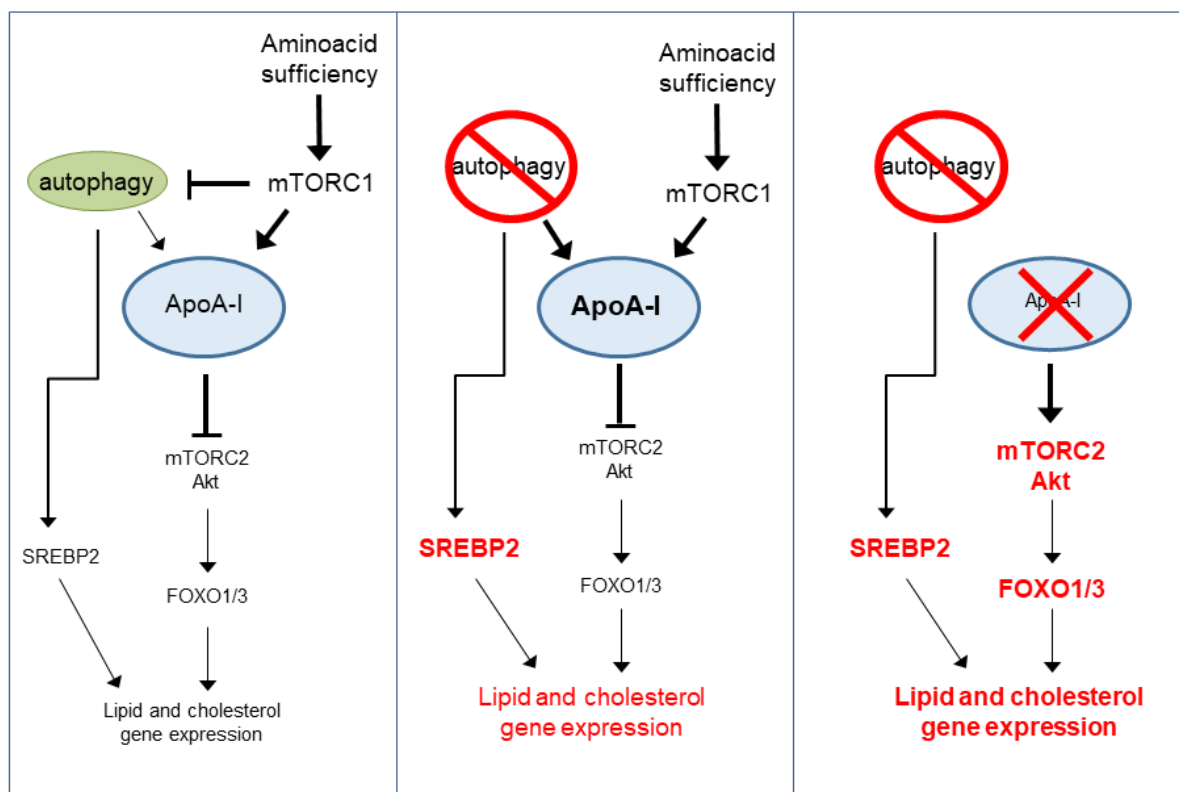 Aminoacid
sufficiency
autophagy
mTORC1
ApoA-I
mTORC2
Akt
SREBP2
FOXO1/3
Lipid and cholesterol
gene expression
Aminoacid
sufficiency
autophagy
mTORC1
ApoA-I
mTORC2
Akt
SREBP2
FOXO1/3
Lipid and cholesterol
gene expression
autophagy
ApoA-I
mTORC2
Akt
SREBP2
FOXO1/3
Lipid and cholesterol
gene expression